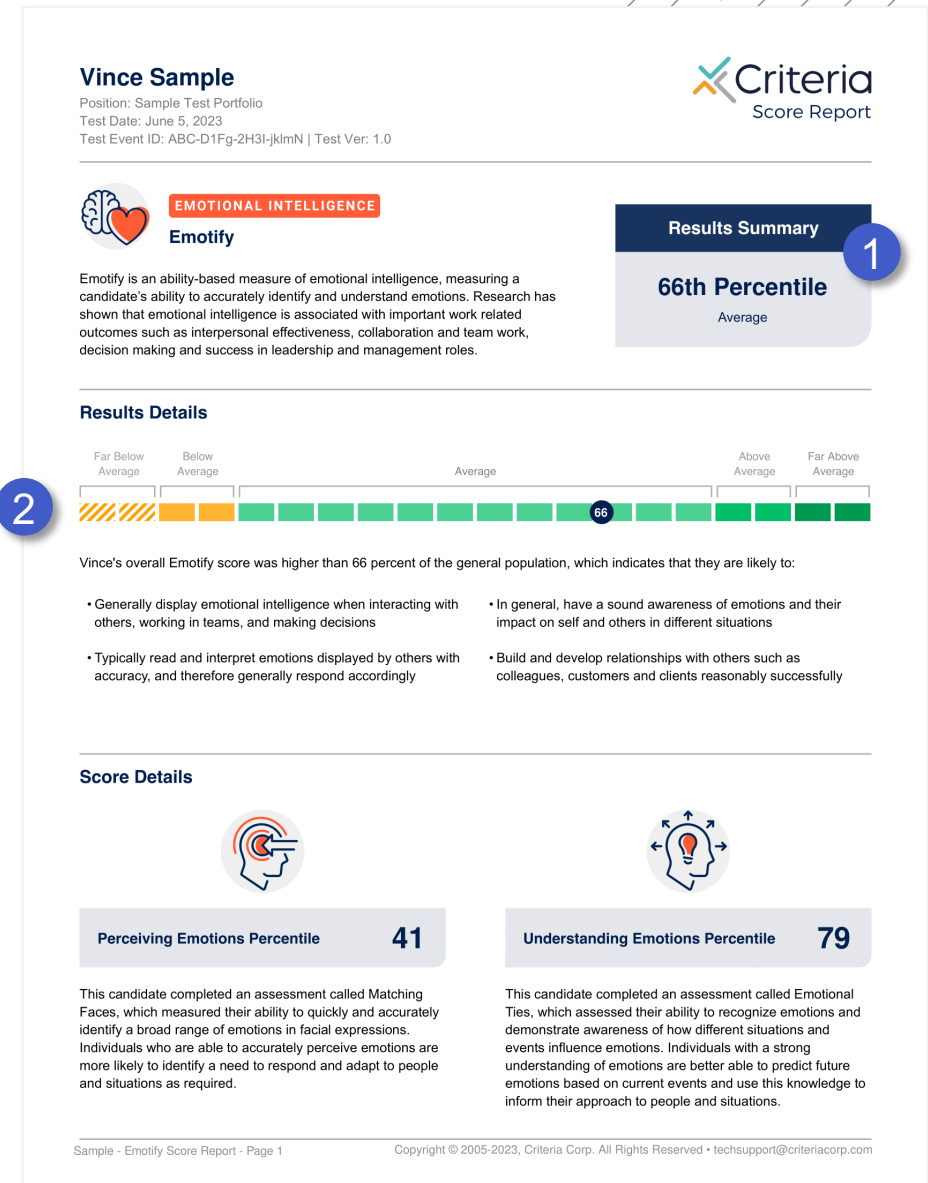 Vince Sample
Position: Sample Test Portfolio
Test Date: June 5, 2023
Test Event ID: ABC-D1Fg-2H3I-jklmN | Test Ver: 1.0
Criteria
Score Report
EMOTIONAL INTELLIGENCE
Emotify
Emotify is an ability-based measure of emotional intelligence, measuring a
candidate's ability to accurately identify and understand emotions. Research has
shown that emotional intelligence is associated with important work related
outcomes such as interpersonal effectiveness, collaboration and team work,
decision making and success in leadership and management roles.
Results Summary
1
66th Percentile
Average
Results Details
Far Below
Average
Below
Average
Average
Above
Average
Far Above
Average
2
66
Vince's overall Emotify score was higher than 66 percent of the general population, which indicates that they are likely to:
• Generally display emotional intelligence when interacting with
others, working in teams, and making decisions
• Typically read and interpret emotions displayed by others with
accuracy, and therefore generally respond accordingly
• In general, have a sound awareness of emotions and their
impact on self and others in different situations
• Build and develop relationships with others such as
colleagues, customers and clients reasonably successfully
Score Details
Perceiving Emotions Percentile 41
This candidate completed an assessment called Matching
Faces, which measured their ability to quickly and accurately
identify a broad range of emotions in facial expressions.
Individuals who are able to accurately perceive emotions are
more likely to identify a need to respond and adapt to people
and situations as required.
Understanding Emotions Percentile 79
This candidate completed an assessment called Emotional
Ties, which assessed their ability to recognize emotions and
demonstrate awareness of how different situations and
events influence emotions. Individuals with a strong
understanding of emotions are better able to predict future
emotions based on current events and use this knowledge to
inform their approach to people and situations.
Sample - Emotify Score Report - Page 1
Copyright © 2005-2023, Criteria Corp. All Rights Reserved • techsupport@criteriacorp.com